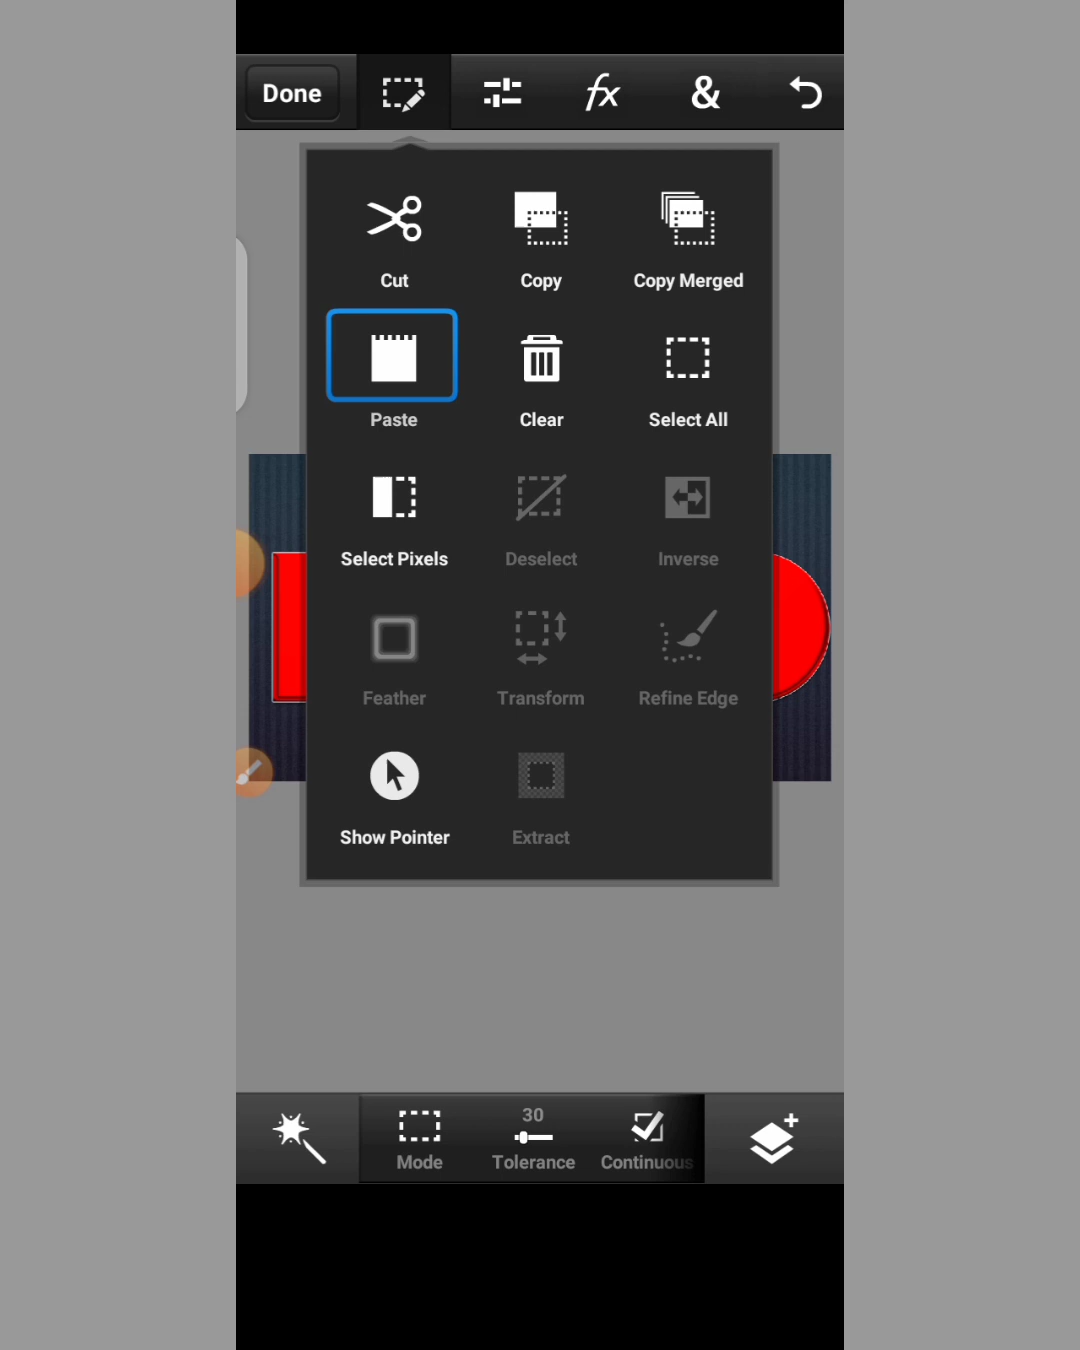 Done fx &
Cut Copy Copy Merged
Paste Clear Select All
Select Pixels Deselect Inverse
Feather Transform Refine Edge
Show Pointer Extract
30
Mode Tolerance Continuous